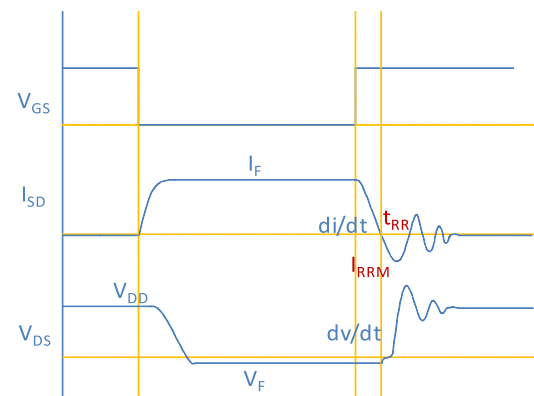 VGS
IF
ISD
di/dt
tRR
IRRM
VDD
VDS
dv/dt
VF